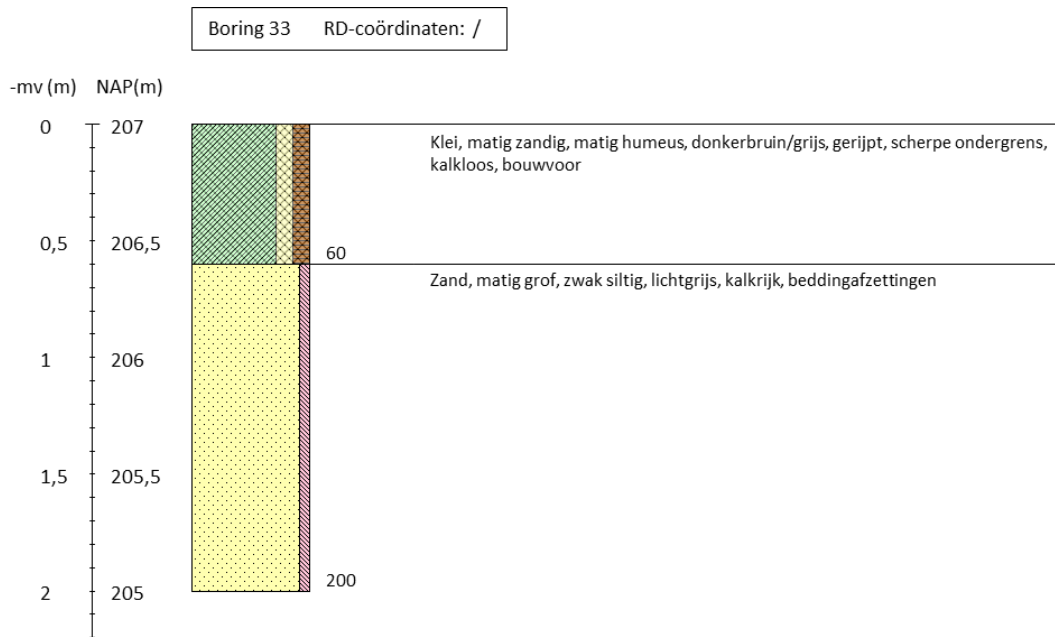 Boring 33 RD-coördinaten: /
-mv (m) NAP(m)
0 207
Klei, matig zandig, matig humeus, donkerbruin/grijs, gerijpt, scherpe ondergrens,
kalkloos, bouwvoor
0,5 206,5 60
Zand, matig grof, zwak siltig, lichtgrijs, kalkrijk, beddingafzettingen
1 206
1,5 205,5
200
2 205